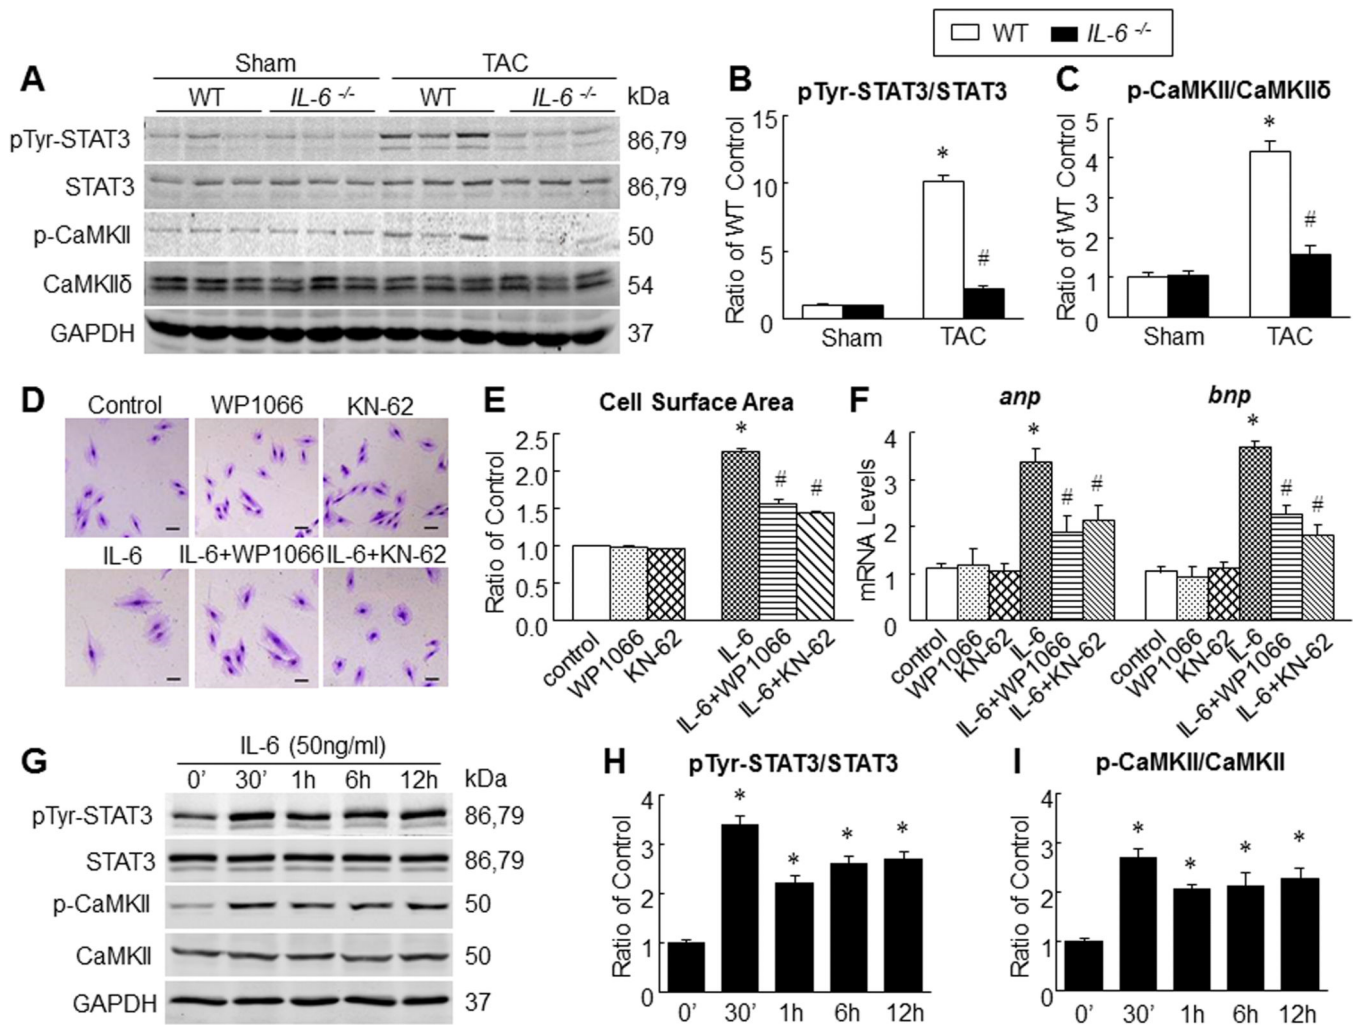 WT IL-6 -/-
A
Sham TAC
WT IL-6 -/- WT IL-6 -/- kDa
pTyr-STAT3 86,79
STAT3 86,79
p-CaMKII 50
CaMKIIδ 54
GAPDH 37
B pTyr-STAT3/STAT3
Ratio of WT Control
15
10
5
0
* #
Sham TAC
C p-CaMKII/CaMKIIδ
Ratio of WT Control
5
4
3
2
1
0
* #
Sham TAC
D
Control WP1066 KN-62
IL-6 IL-6+WP1066 IL-6+KN-62
E Cell Surface Area
Ratio of Control
2.5
2.0
1.5
1.0
0.5
0.0
* # #
control WP1066 KN-62 IL-6 IL-6+WP1066 IL-6+KN-62
F anp bnp
mRNA Levels
4
3
2
1
0
* # # * # #
control WP1066 KN-62 IL-6 IL-6+WP1066 IL-6+KN-62 control WP1066 KN-62 IL-6 IL-6+WP1066 IL-6+KN-62
G IL-6 (50ng/ml)
0' 30' 1h 6h 12h kDa
pTyr-STAT3 86,79
STAT3 86,79
p-CaMKII 50
CaMKII 50
GAPDH 37
H pTyr-STAT3/STAT3
Ratio of Control
4
3
2
1
0
* * * *
0' 30' 1h 6h 12h
I p-CaMKII/CaMKII
Ratio of Control
4
3
2
1
0
* * * *
0' 30' 1h 6h 12h